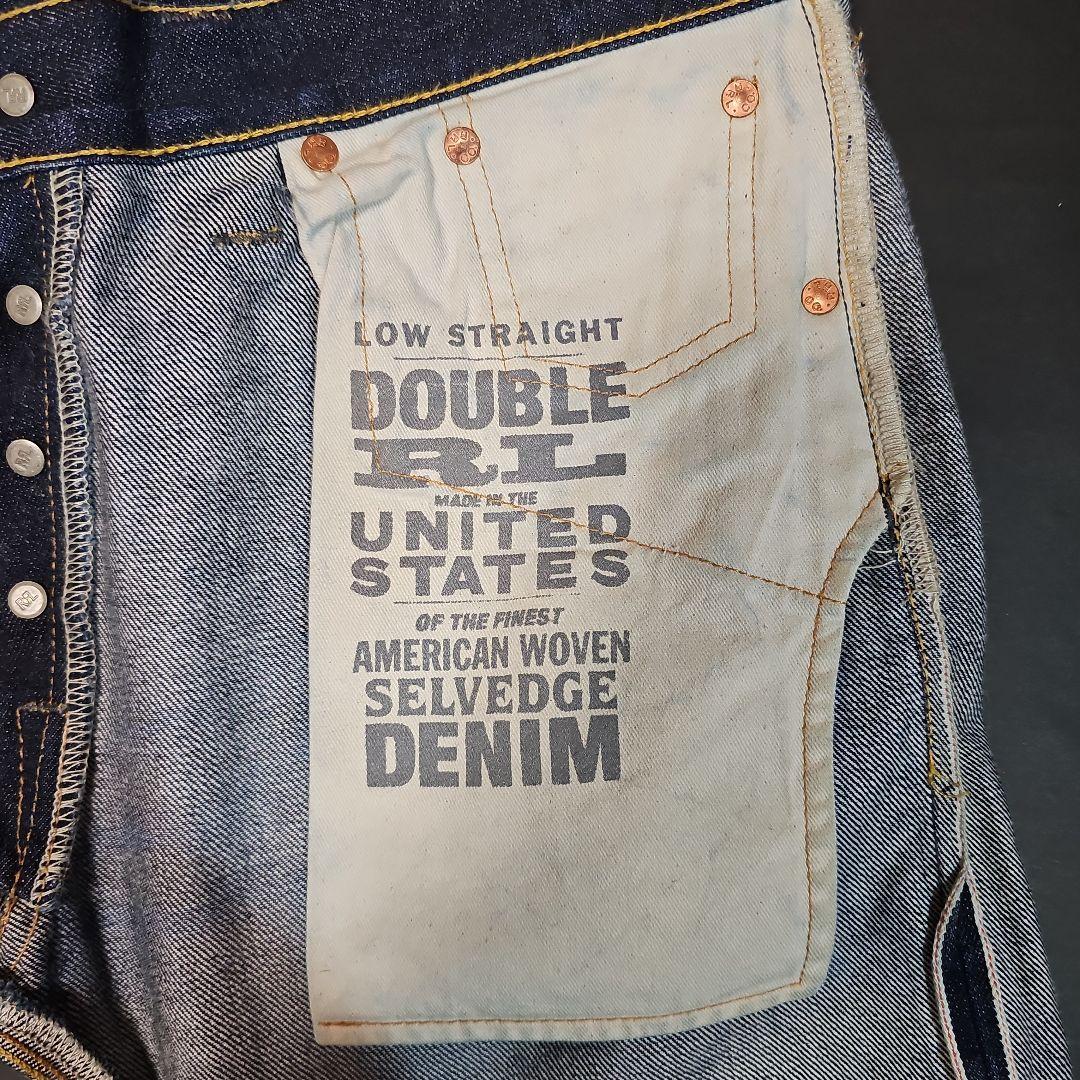 LOW STRAIGHT
DOUBLE
RL
MADE IN THE
UNITED
STATES
OF THE FINEST
AMERICAN WOVEN
SELVEDGE
DENIM